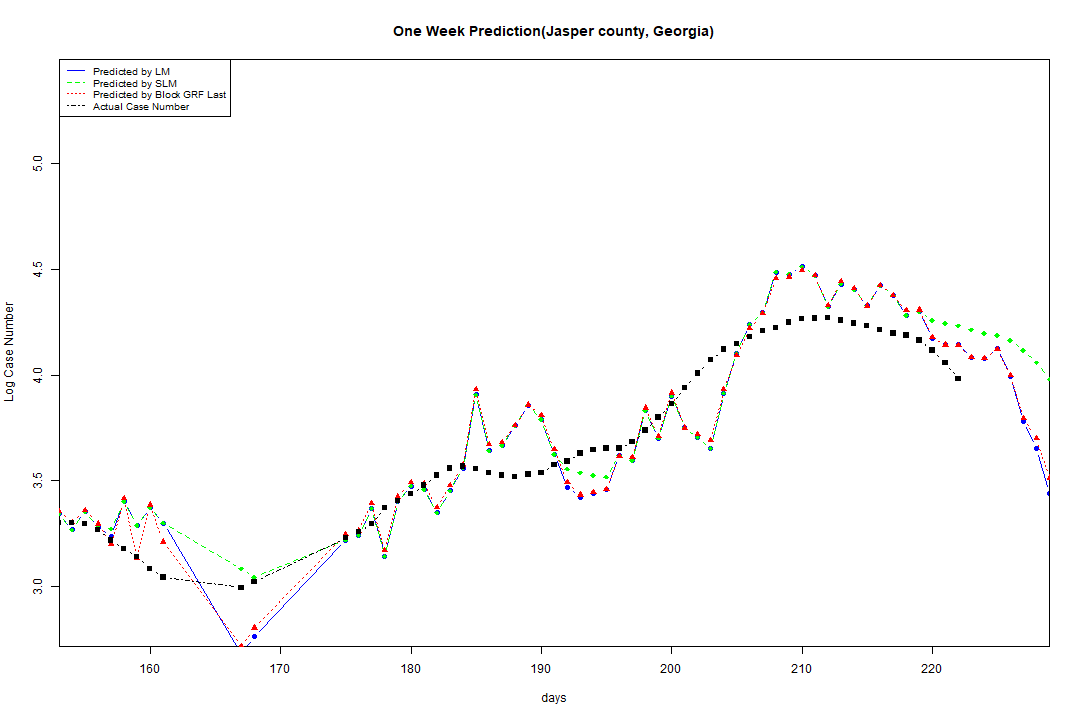 One Week Prediction(Jasper county, Georgia)
Predicted by LM
Predicted by SLM
Predicted by Block GRF Last
Actual Case Number
5.0
4.5
4.0
3.5
3.0
Log Case Number
160 170 180 190 200 210 220
days